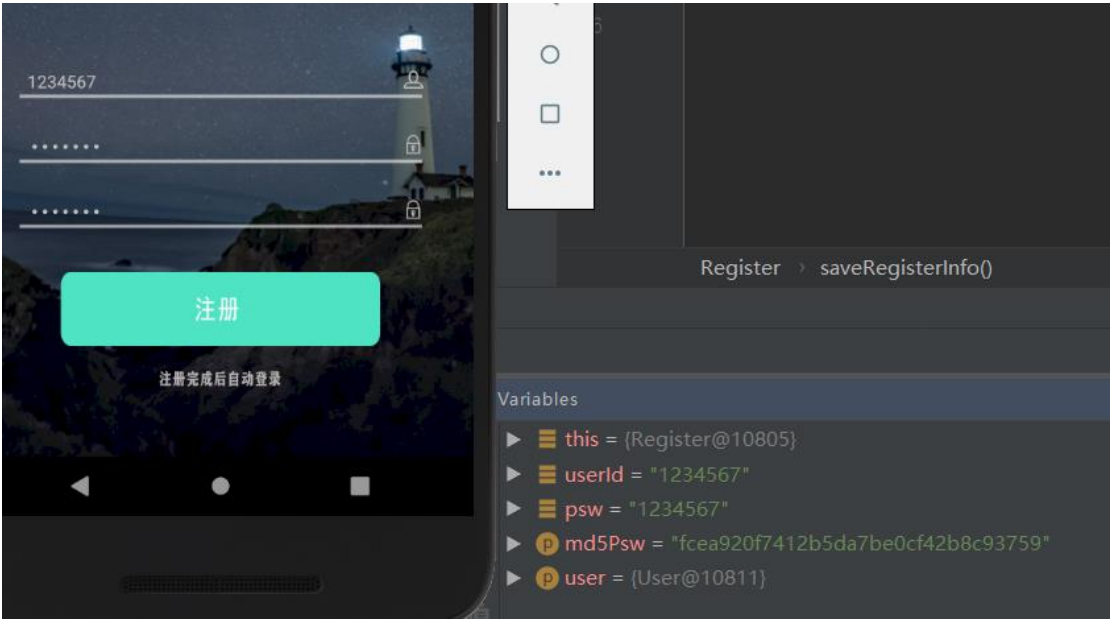 1234567
•••••••
•••••••
注册
注册完成后自动登录
6
Register › saveRegisterInfo()
Variables
this = {Register@10805}
userId = "1234567"
psw = "1234567"
md5Psw = "fcea920f7412b5da7be0cf42b8c93759"
user = {User@10811}